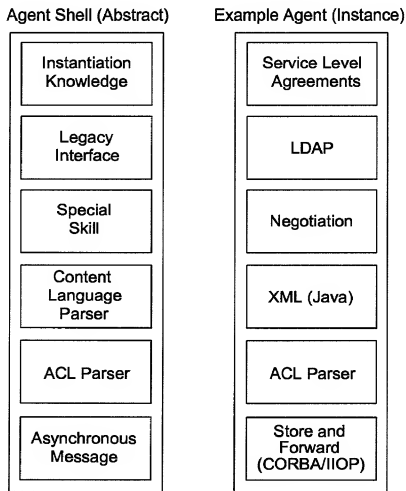 Agent Shell (Abstract)
Instantiation
Knowledge
Legacy
Interface
Special
Skill
Content
Language
Parser
ACL Parser
Asynchronous
Message
Example Agent (Instance)
Service Level
Agreements
LDAP
Negotiation
XML (Java)
ACL Parser
Store and
Forward
(CORBA/IIOP)